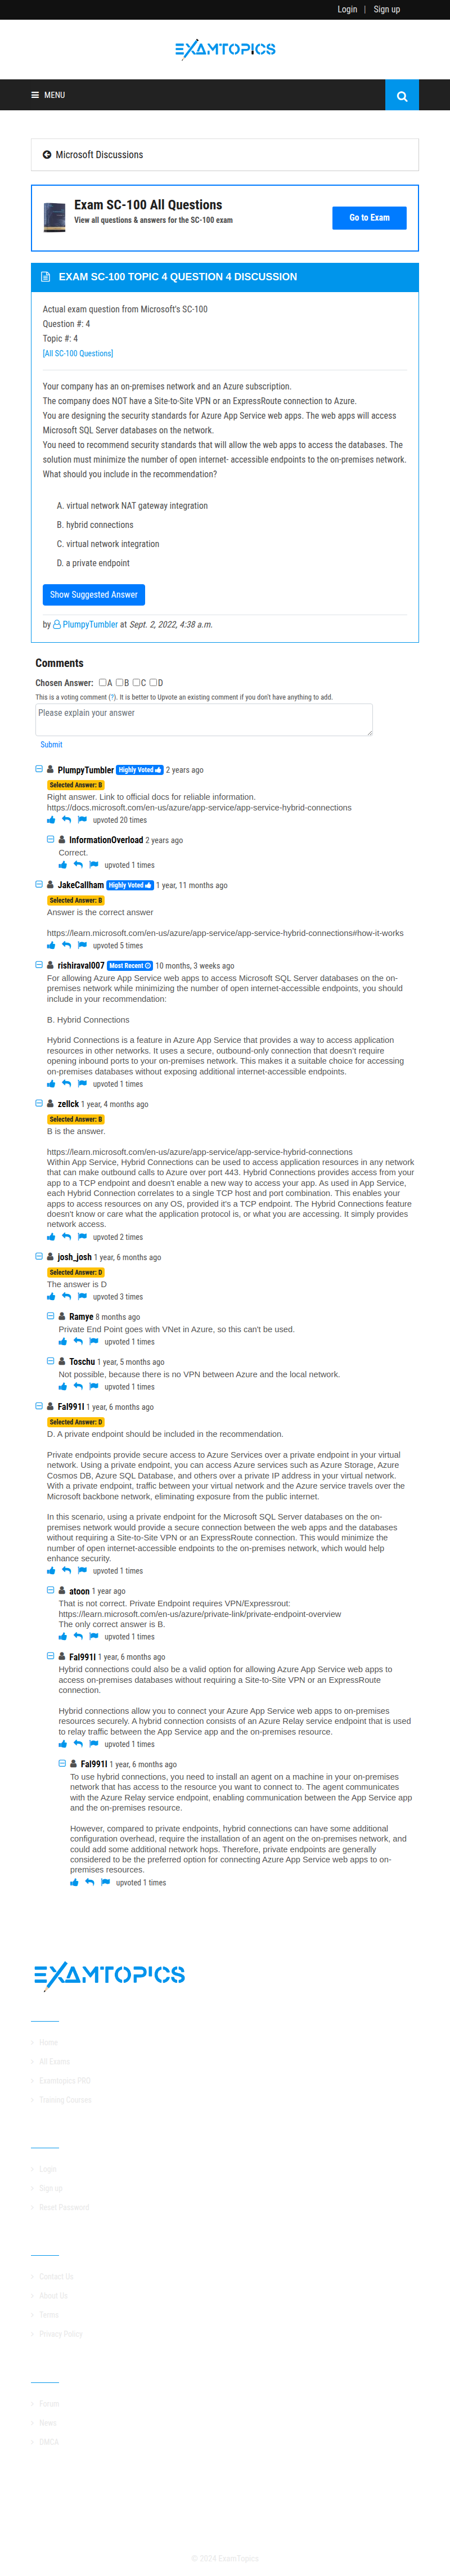 Login | Sign up
EXAMTOPICS
MENU
Microsoft Discussions
Exam SC-100 All Questions
View all questions & answers for the SC-100 exam
Go to Exam
EXAM SC-100 TOPIC 4 QUESTION 4 DISCUSSION
Actual exam question from Microsoft's SC-100
Question #: 4
Topic #: 4
[All SC-100 Questions]
Your company has an on-premises network and an Azure subscription.
The company does NOT have a Site-to-Site VPN or an ExpressRoute connection to Azure.
You are designing the security standards for Azure App Service web apps. The web apps will access
Microsoft SQL Server databases on the network.
You need to recommend security standards that will allow the web apps to access the databases. The
solution must minimize the number of open internet- accessible endpoints to the on-premises network.
What should you include in the recommendation?
A. virtual network NAT gateway integration
B. hybrid connections
C. virtual network integration
D. a private endpoint
Show Suggested Answer
by PlumpyTumbler at Sept. 2, 2022, 4:38 a.m.
Comments
Chosen Answer: A B C D
This is a voting comment (?). It is better to Upvote an existing comment if you don't have anything to add.
Please explain your answer
Submit
PlumpyTumbler Highly Voted 2 years ago
Selected Answer: B
Right answer. Link to official docs for reliable information.
https://docs.microsoft.com/en-us/azure/app-service/app-service-hybrid-connections
upvoted 20 times
InformationOverload 2 years ago
Correct.
upvoted 1 times
JakeCallham Highly Voted 1 year, 11 months ago
Selected Answer: B
Answer is the correct answer
https://learn.microsoft.com/en-us/azure/app-service/app-service-hybrid-connections#how-it-works
upvoted 5 times
rishiraval007 Most Recent 10 months, 3 weeks ago
For allowing Azure App Service web apps to access Microsoft SQL Server databases on the on-
premises network while minimizing the number of open internet-accessible endpoints, you should
include in your recommendation:
B. Hybrid Connections
Hybrid Connections is a feature in Azure App Service that provides a way to access application
resources in other networks. It uses a secure, outbound-only connection that doesn’t require
opening inbound ports to your on-premises network. This makes it a suitable choice for accessing
on-premises databases without exposing additional internet-accessible endpoints.
upvoted 1 times
zellck 1 year, 4 months ago
Selected Answer: B
B is the answer.
https://learn.microsoft.com/en-us/azure/app-service/app-service-hybrid-connections
Within App Service, Hybrid Connections can be used to access application resources in any network
that can make outbound calls to Azure over port 443. Hybrid Connections provides access from your
app to a TCP endpoint and doesn't enable a new way to access your app. As used in App Service,
each Hybrid Connection correlates to a single TCP host and port combination. This enables your
apps to access resources on any OS, provided it's a TCP endpoint. The Hybrid Connections feature
doesn't know or care what the application protocol is, or what you are accessing. It simply provides
network access.
upvoted 2 times
josh_josh 1 year, 6 months ago
Selected Answer: D
The answer is D
upvoted 3 times
Ramye 8 months ago
Private End Point goes with VNet in Azure, so this can't be used.
upvoted 1 times
Toschu 1 year, 5 months ago
Not possible, because there is no VPN between Azure and the local network.
upvoted 1 times
Fal991l 1 year, 6 months ago
Selected Answer: D
D. A private endpoint should be included in the recommendation.
Private endpoints provide secure access to Azure Services over a private endpoint in your virtual
network. Using a private endpoint, you can access Azure services such as Azure Storage, Azure
Cosmos DB, Azure SQL Database, and others over a private IP address in your virtual network.
With a private endpoint, traffic between your virtual network and the Azure service travels over the
Microsoft backbone network, eliminating exposure from the public internet.
In this scenario, using a private endpoint for the Microsoft SQL Server databases on the on-
premises network would provide a secure connection between the web apps and the databases
without requiring a Site-to-Site VPN or an ExpressRoute connection. This would minimize the
number of open internet-accessible endpoints to the on-premises network, which would help
enhance security.
upvoted 1 times
atoon 1 year ago
That is not correct. Private Endpoint requires VPN/Expressrout:
https://learn.microsoft.com/en-us/azure/private-link/private-endpoint-overview
The only correct answer is B.
upvoted 1 times
Fal991l 1 year, 6 months ago
Hybrid connections could also be a valid option for allowing Azure App Service web apps to
access on-premises databases without requiring a Site-to-Site VPN or an ExpressRoute
connection.
Hybrid connections allow you to connect your Azure App Service web apps to on-premises
resources securely. A hybrid connection consists of an Azure Relay service endpoint that is used
to relay traffic between the App Service app and the on-premises resource.
upvoted 1 times
Fal991l 1 year, 6 months ago
To use hybrid connections, you need to install an agent on a machine in your on-premises
network that has access to the resource you want to connect to. The agent communicates
with the Azure Relay service endpoint, enabling communication between the App Service app
and the on-premises resource.
However, compared to private endpoints, hybrid connections can have some additional
configuration overhead, require the installation of an agent on the on-premises network, and
could add some additional network hops. Therefore, private endpoints are generally
considered to be the preferred option for connecting Azure App Service web apps to on-
premises resources.
upvoted 1 times
EXAMTOPICS
Home
All Exams
Examtopics PRO
Training Courses
Login
Sign up
Reset Password
Contact Us
About Us
Terms
Privacy Policy
Forum
News
DMCA
© 2024 ExamTopics